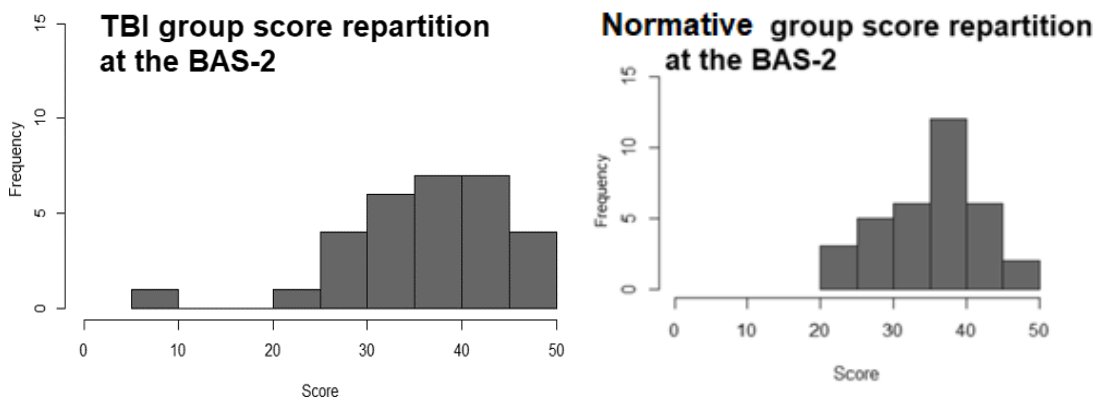 TBI group score repartition
at the BAS-2
15
10
5
0
Frequency
0 10 20 30 40 50
Score
Normative group score repartition
at the BAS-2
15
10
5
0
Frequency
0 10 20 30 40 50
Score